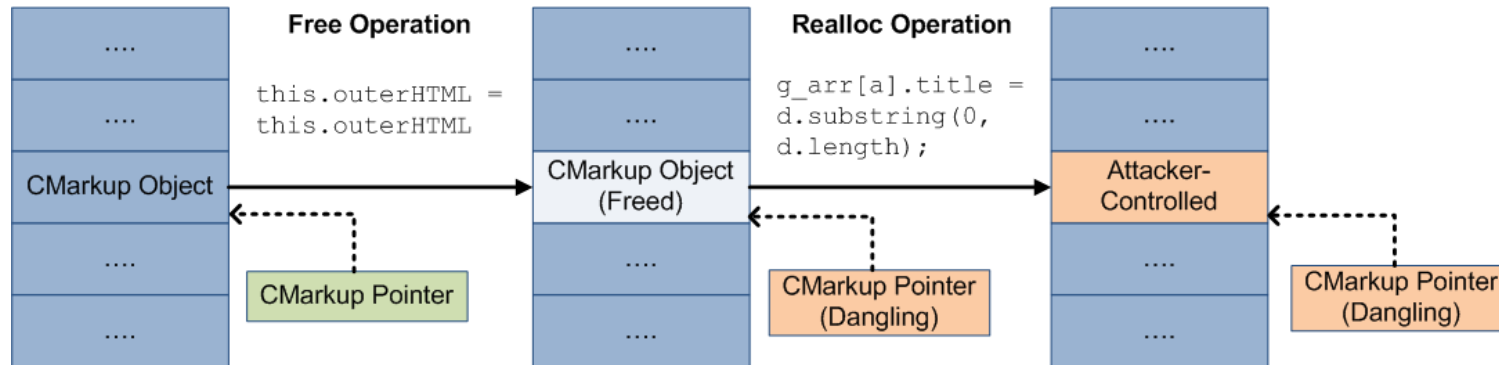 ....
....
CMarkup Object
....
....
Free Operation
this.outerHTML =
this.outerHTML
CMarkup Pointer
....
....
CMarkup Object
(Freed)
....
....
Realloc Operation
g_arr[a].title =
d.substring(0,
d.length);
CMarkup Pointer
(Dangling)
....
....
Attacker-
Controlled
....
....
CMarkup Pointer
(Dangling)